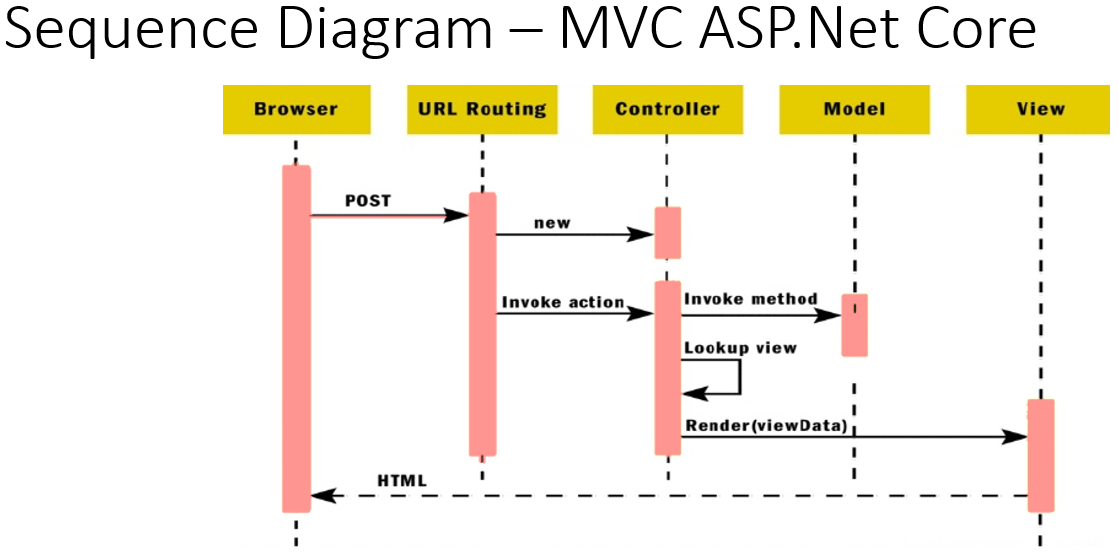 Sequence Diagram – MVC ASP.Net Core
Browser
URL Routing
Controller
Model
View
POST
new
Invoke action
Invoke method
Lookup view
Render(viewData)
HTML